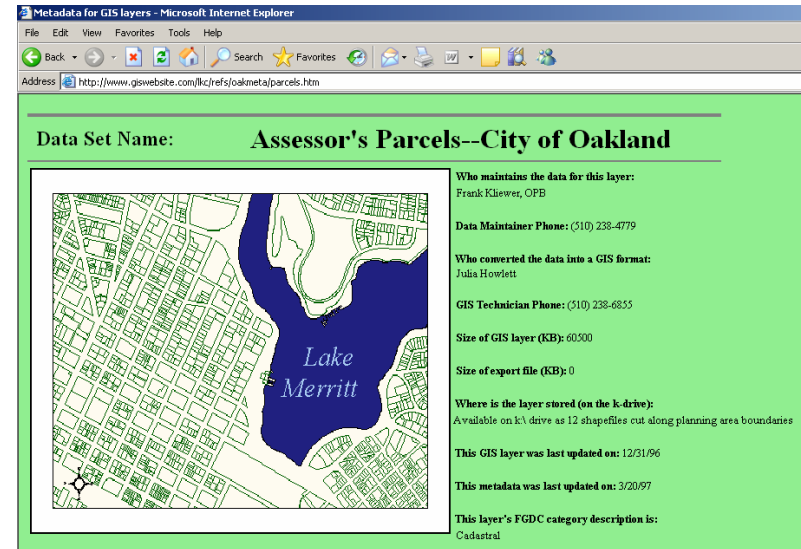 Metadata for GIS layers - Microsoft Internet Explorer
File Edit View Favorites Tools Help
Back Search Favorites
Address http://www.giswebsite.com/lkc/refs/oakmeta/parcels.htm
Data Set Name: Assessor's Parcels--City of Oakland
Who maintains the data for this layer:
Frank Kliewer, OPB
Data Maintainer Phone: (510) 238-4779
Who converted the data into a GIS format:
Julia Howlett
GIS Technician Phone: (510) 238-6855
Size of GIS layer (KB): 60500
Size of export file (KB): 0
Where is the layer stored (on the k-drive):
Available on k:\ drive as 12 shapefiles cut along planning area boundaries
This GIS layer was last updated on: 12/31/96
This metadata was last updated on: 3/20/97
This layer's FGDC category description is:
Cadastral
Lake
Merritt